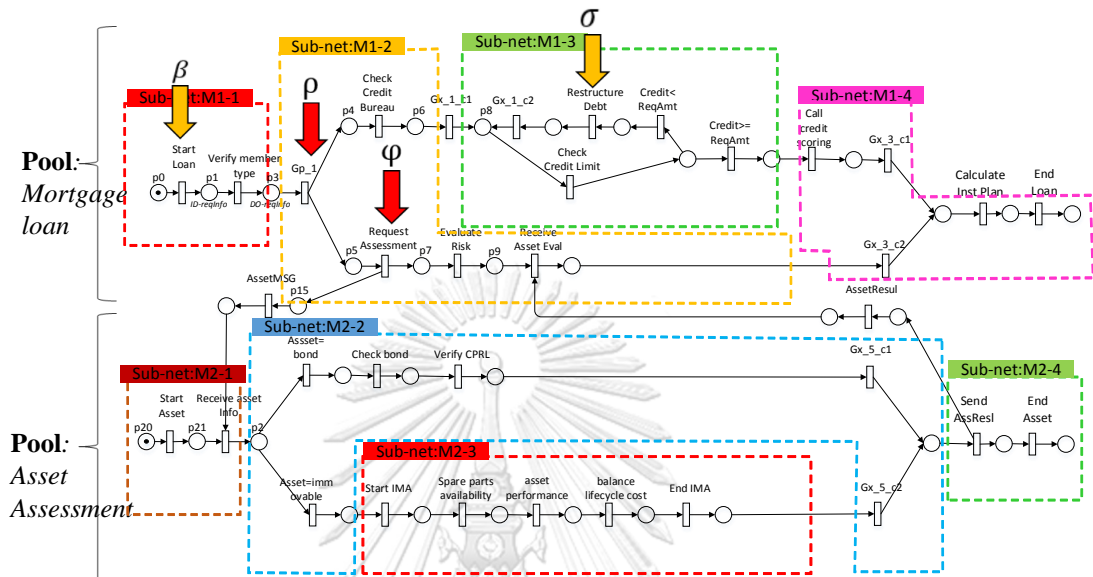 σ
Sub-net:M1-3
Sub-net:M1-2
β
ρ
Check
Credit
Bureau
Restructure
Debt
Credit<
ReqAmt
Sub-net:M1-1
Sub-net:M1-4
p4
p6
Gx_1_c1
p8
Gx_1_c2
Call
credit
scoring
Gx_3_c1
Credit>=
ReqAmt
Start
Loan
Verify member
type
Gp_1
φ
Check
Credit Limit
Pool:
Mortgage
loan
p0
p1
p3
ID-reqInfo
DO-reqInfo
Calculate
Inst Plan
End
Loan
Request
Assessment
Evaluate
Risk
Receive
Asset Eval
p5
p7
p9
Gx_3_c2
AssetMSG
p15
AssetResul
Sub-net:M2-2
Asset=
bond
Check bond
Verify CPRL
Gx_5_c1
Sub-net:M2-1
Sub-net:M2-4
Start
Asset
Receive asset
Info
Send
AssResl
End
Asset
p20
p21
p2
Pool:
Asset
Assessment
Sub-net:M2-3
Asset=imm
ovable
Start IMA
Spare parts
availability
asset
performance
balance
lifecycle cost
End IMA
Gx_5_c2